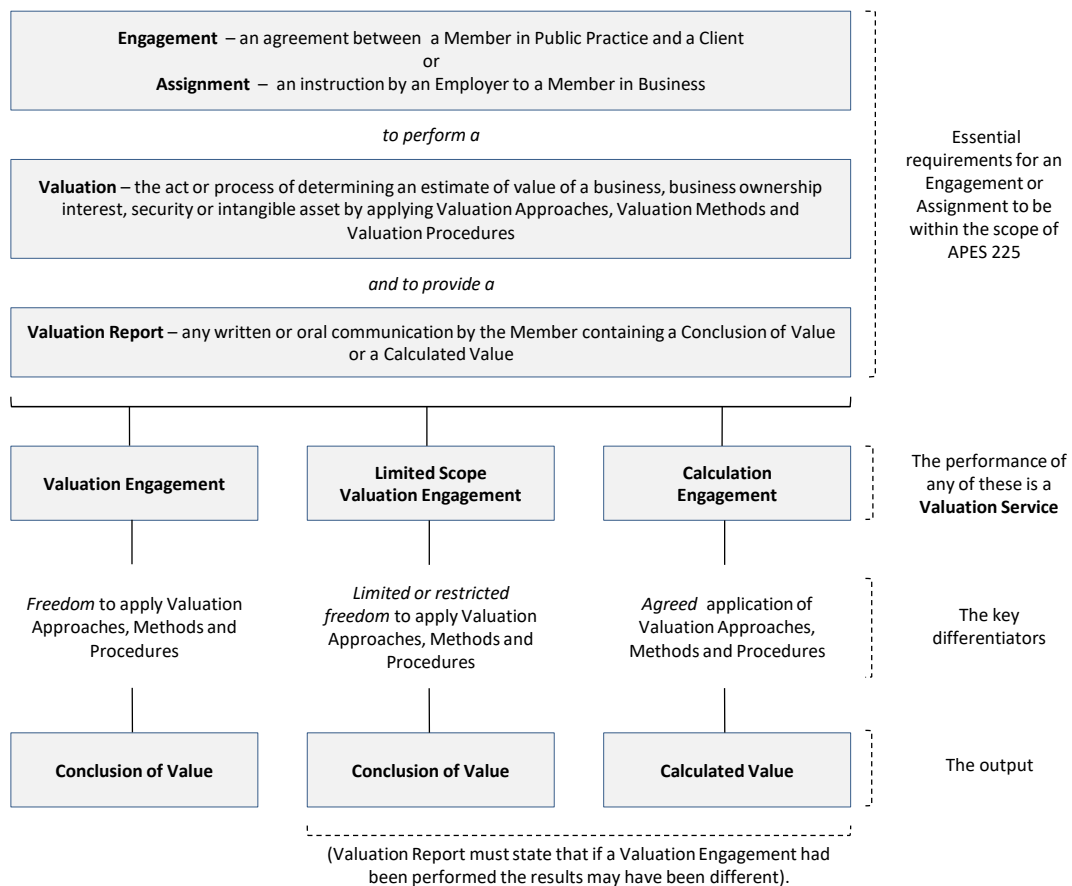 Engagement – an agreement between a Member in Public Practice and a Client
or
Assignment – an instruction by an Employer to a Member in Business
to perform a
Valuation – the act or process of determining an estimate of value of a business, business ownership
interest, security or intangible asset by applying Valuation Approaches, Valuation Methods and
Valuation Procedures
and to provide a
Valuation Report – any written or oral communication by the Member containing a Conclusion of Value
or a Calculated Value
Essential
requirements for an
Engagement or
Assignment to be
within the scope of
APES 225
Valuation Engagement
Limited Scope
Valuation Engagement
Calculation
Engagement
The performance of
any of these is a
Valuation Service
Freedom to apply Valuation
Approaches, Methods and
Procedures
Limited or restricted
freedom to apply Valuation
Approaches, Methods and
Procedures
Agreed application of
Valuation Approaches,
Methods and Procedures
The key
differentiators
Conclusion of Value
Conclusion of Value
Calculated Value
The output
(Valuation Report must state that if a Valuation Engagement had
been performed the results may have been different).